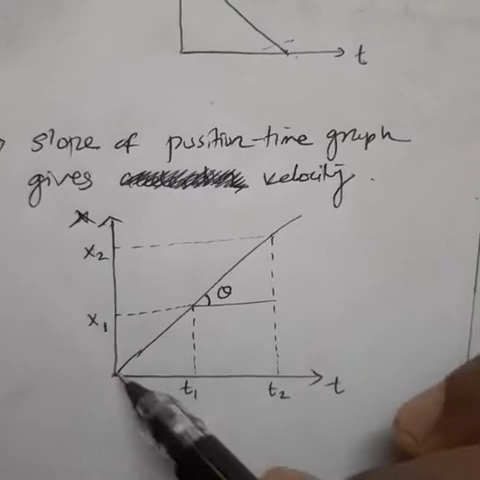 t
slope of position-time graph
gives velocity.
x
x₂
θ
x₁
t₁ t₂ t